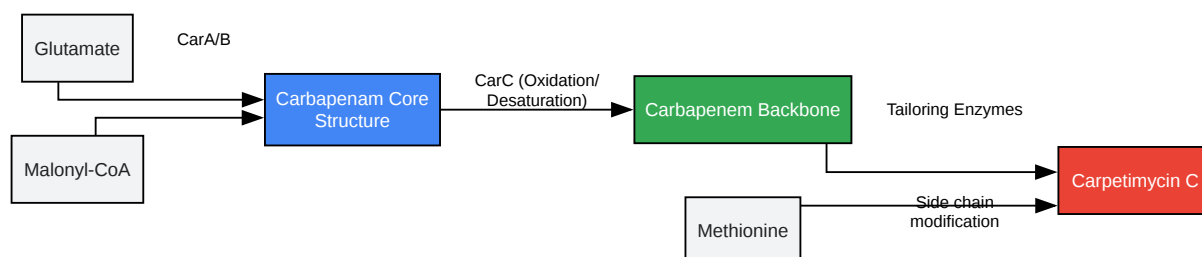 Glutamate
CarA/B
Malonyl-CoA
Carbapenam Core
Structure
CarC (Oxidation/
Desaturation)
Carbapenem Backbone
Tailoring Enzymes
Methionine
Side chain
modification
Carpetimycin C